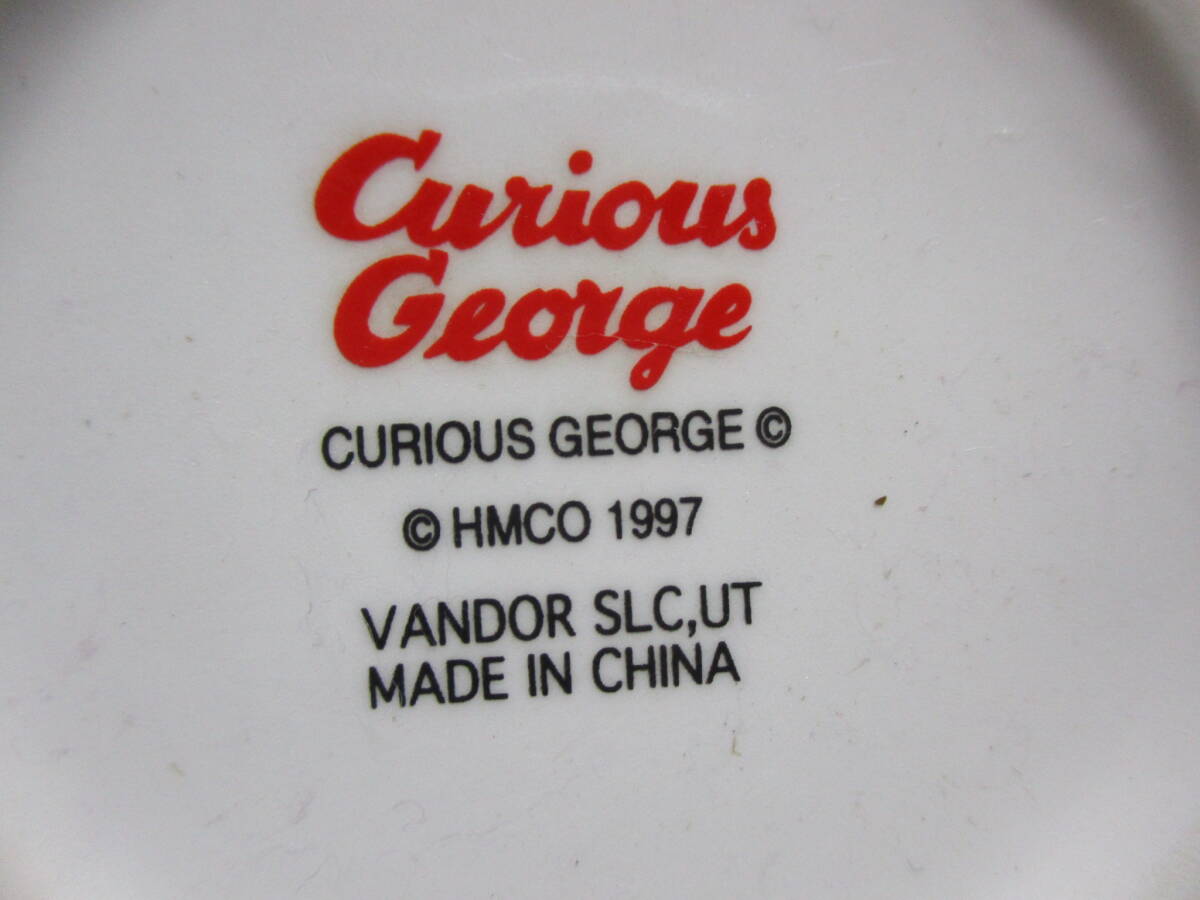 Curious
George
CURIOUS GEORGE ©
© HMCO 1997
VANDOR SLC,UT
MADE IN CHINA